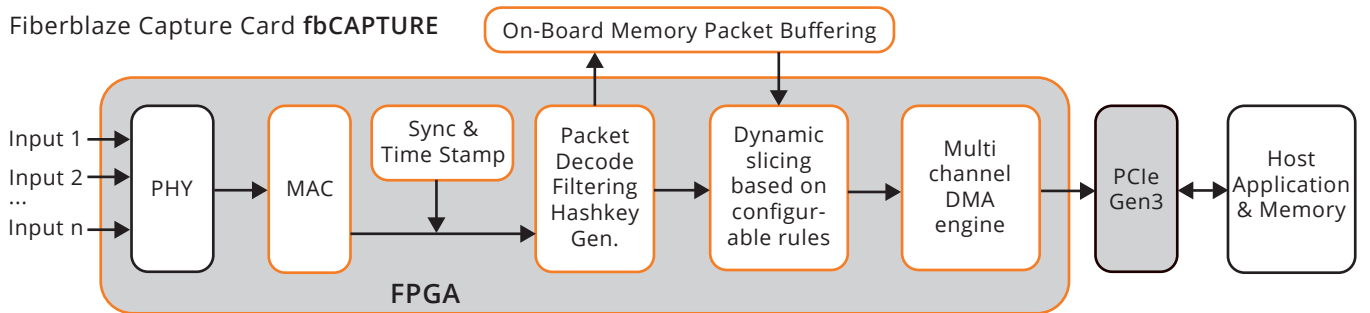 Fiberblaze Capture Card fbCAPTURE
On-Board Memory Packet Buffering
Input 1
Input 2
...
Input n
PHY
MAC
Sync &
Time Stamp
Packet
Decode
Filtering
Hashkey
Gen.
Dynamic
slicing
based on
configur-
able rules
Multi
channel
DMA
engine
PCIe
Gen3
Host
Application
& Memory
FPGA